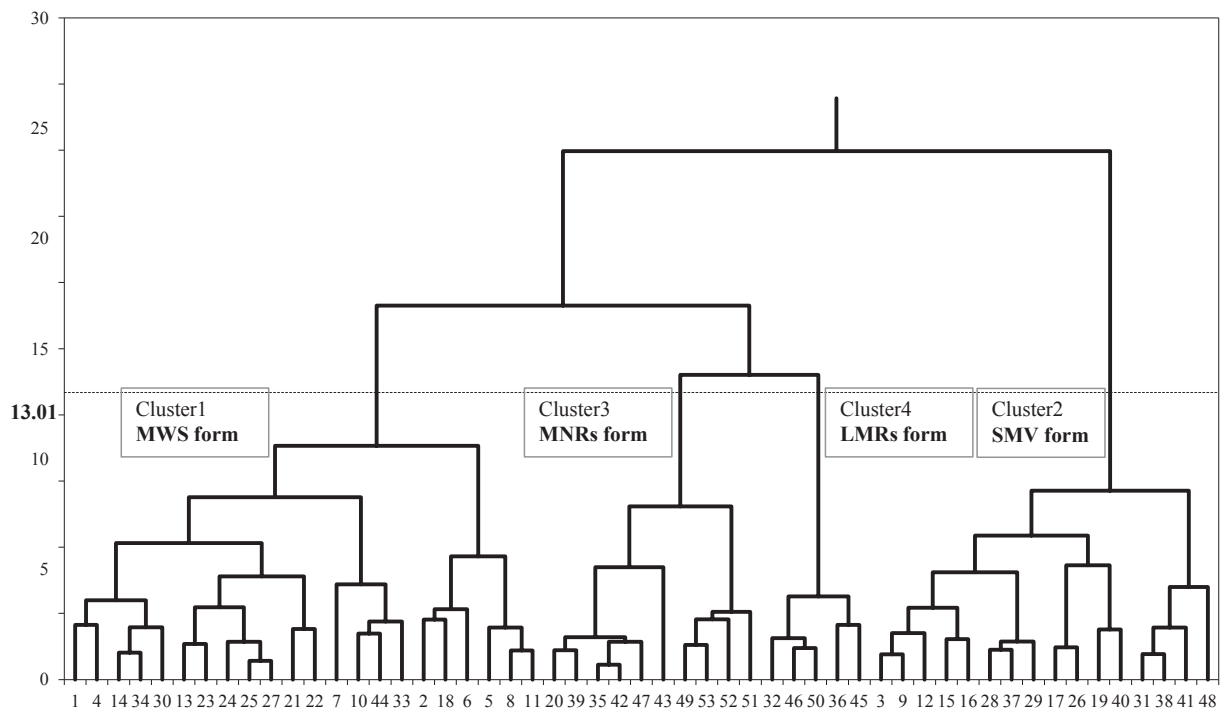 30
25
20
15
13.01
10
5
0
Cluster1
MWS form
Cluster3
MNRs form
Cluster4
LMRs form
Cluster2
SMV form
1 4 14 34 30 13 23 24 25 27 21 22 7 10 44 33 2 18 6 5 8 11 20 39 35 42 47 43 49 53 52 51 32 46 50 36 45 3 9 12 15 16 28 37 29 17 26 19 40 31 38 41 48